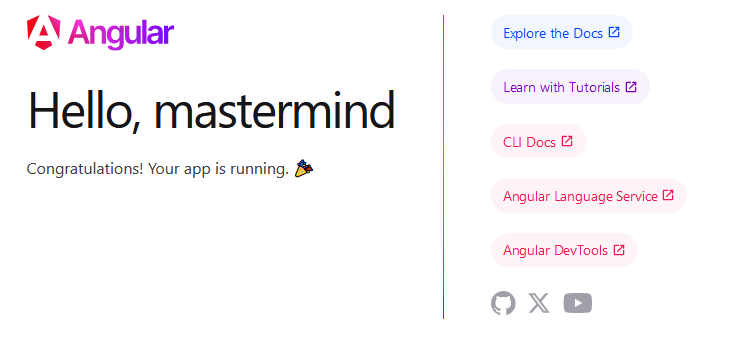 Angular
Hello, mastermind
Congratulations! Your app is running. 🎉
Explore the Docs
Learn with Tutorials
CLI Docs
Angular Language Service
Angular DevTools